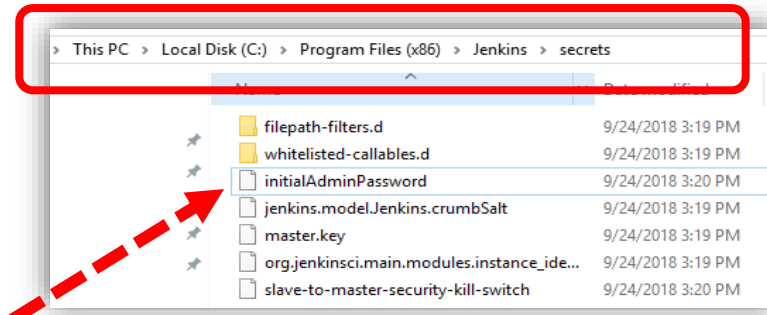 > This PC > Local Disk (C:) > Program Files (x86) > Jenkins > secrets
filepath-filters.d 9/24/2018 3:19 PM
whitelisted-callables.d 9/24/2018 3:19 PM
initialAdminPassword 9/24/2018 3:20 PM
jenkins.model.Jenkins.crumbSalt 9/24/2018 3:19 PM
master.key 9/24/2018 3:19 PM
org.jenkinsci.main.modules.instance_ide... 9/24/2018 3:19 PM
slave-to-master-security-kill-switch 9/24/2018 3:20 PM